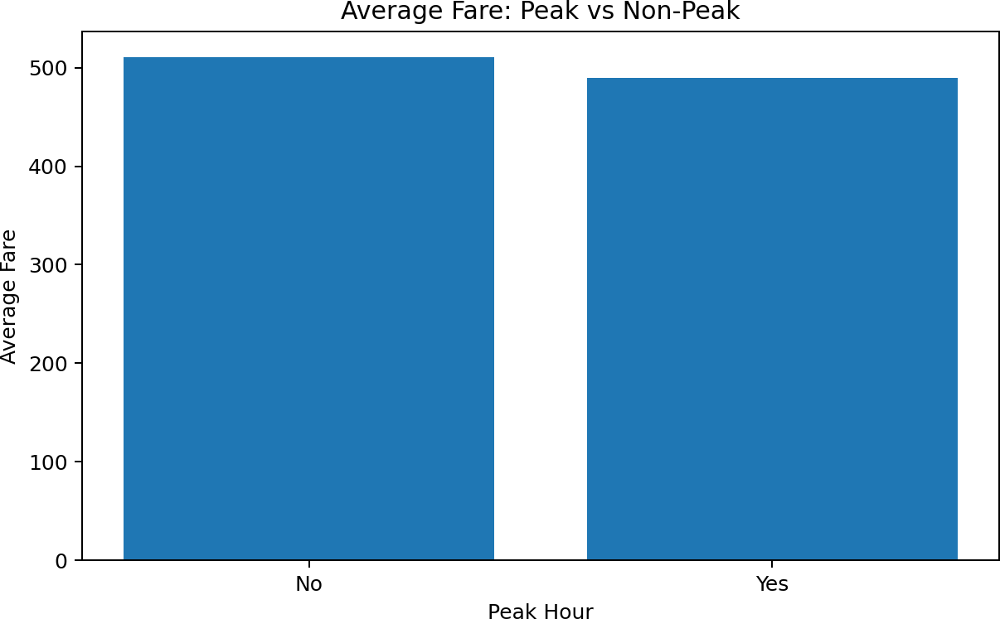 Average Fare: Peak vs Non-Peak
Average Fare
500
400
300
200
100
0
No
Yes
Peak Hour